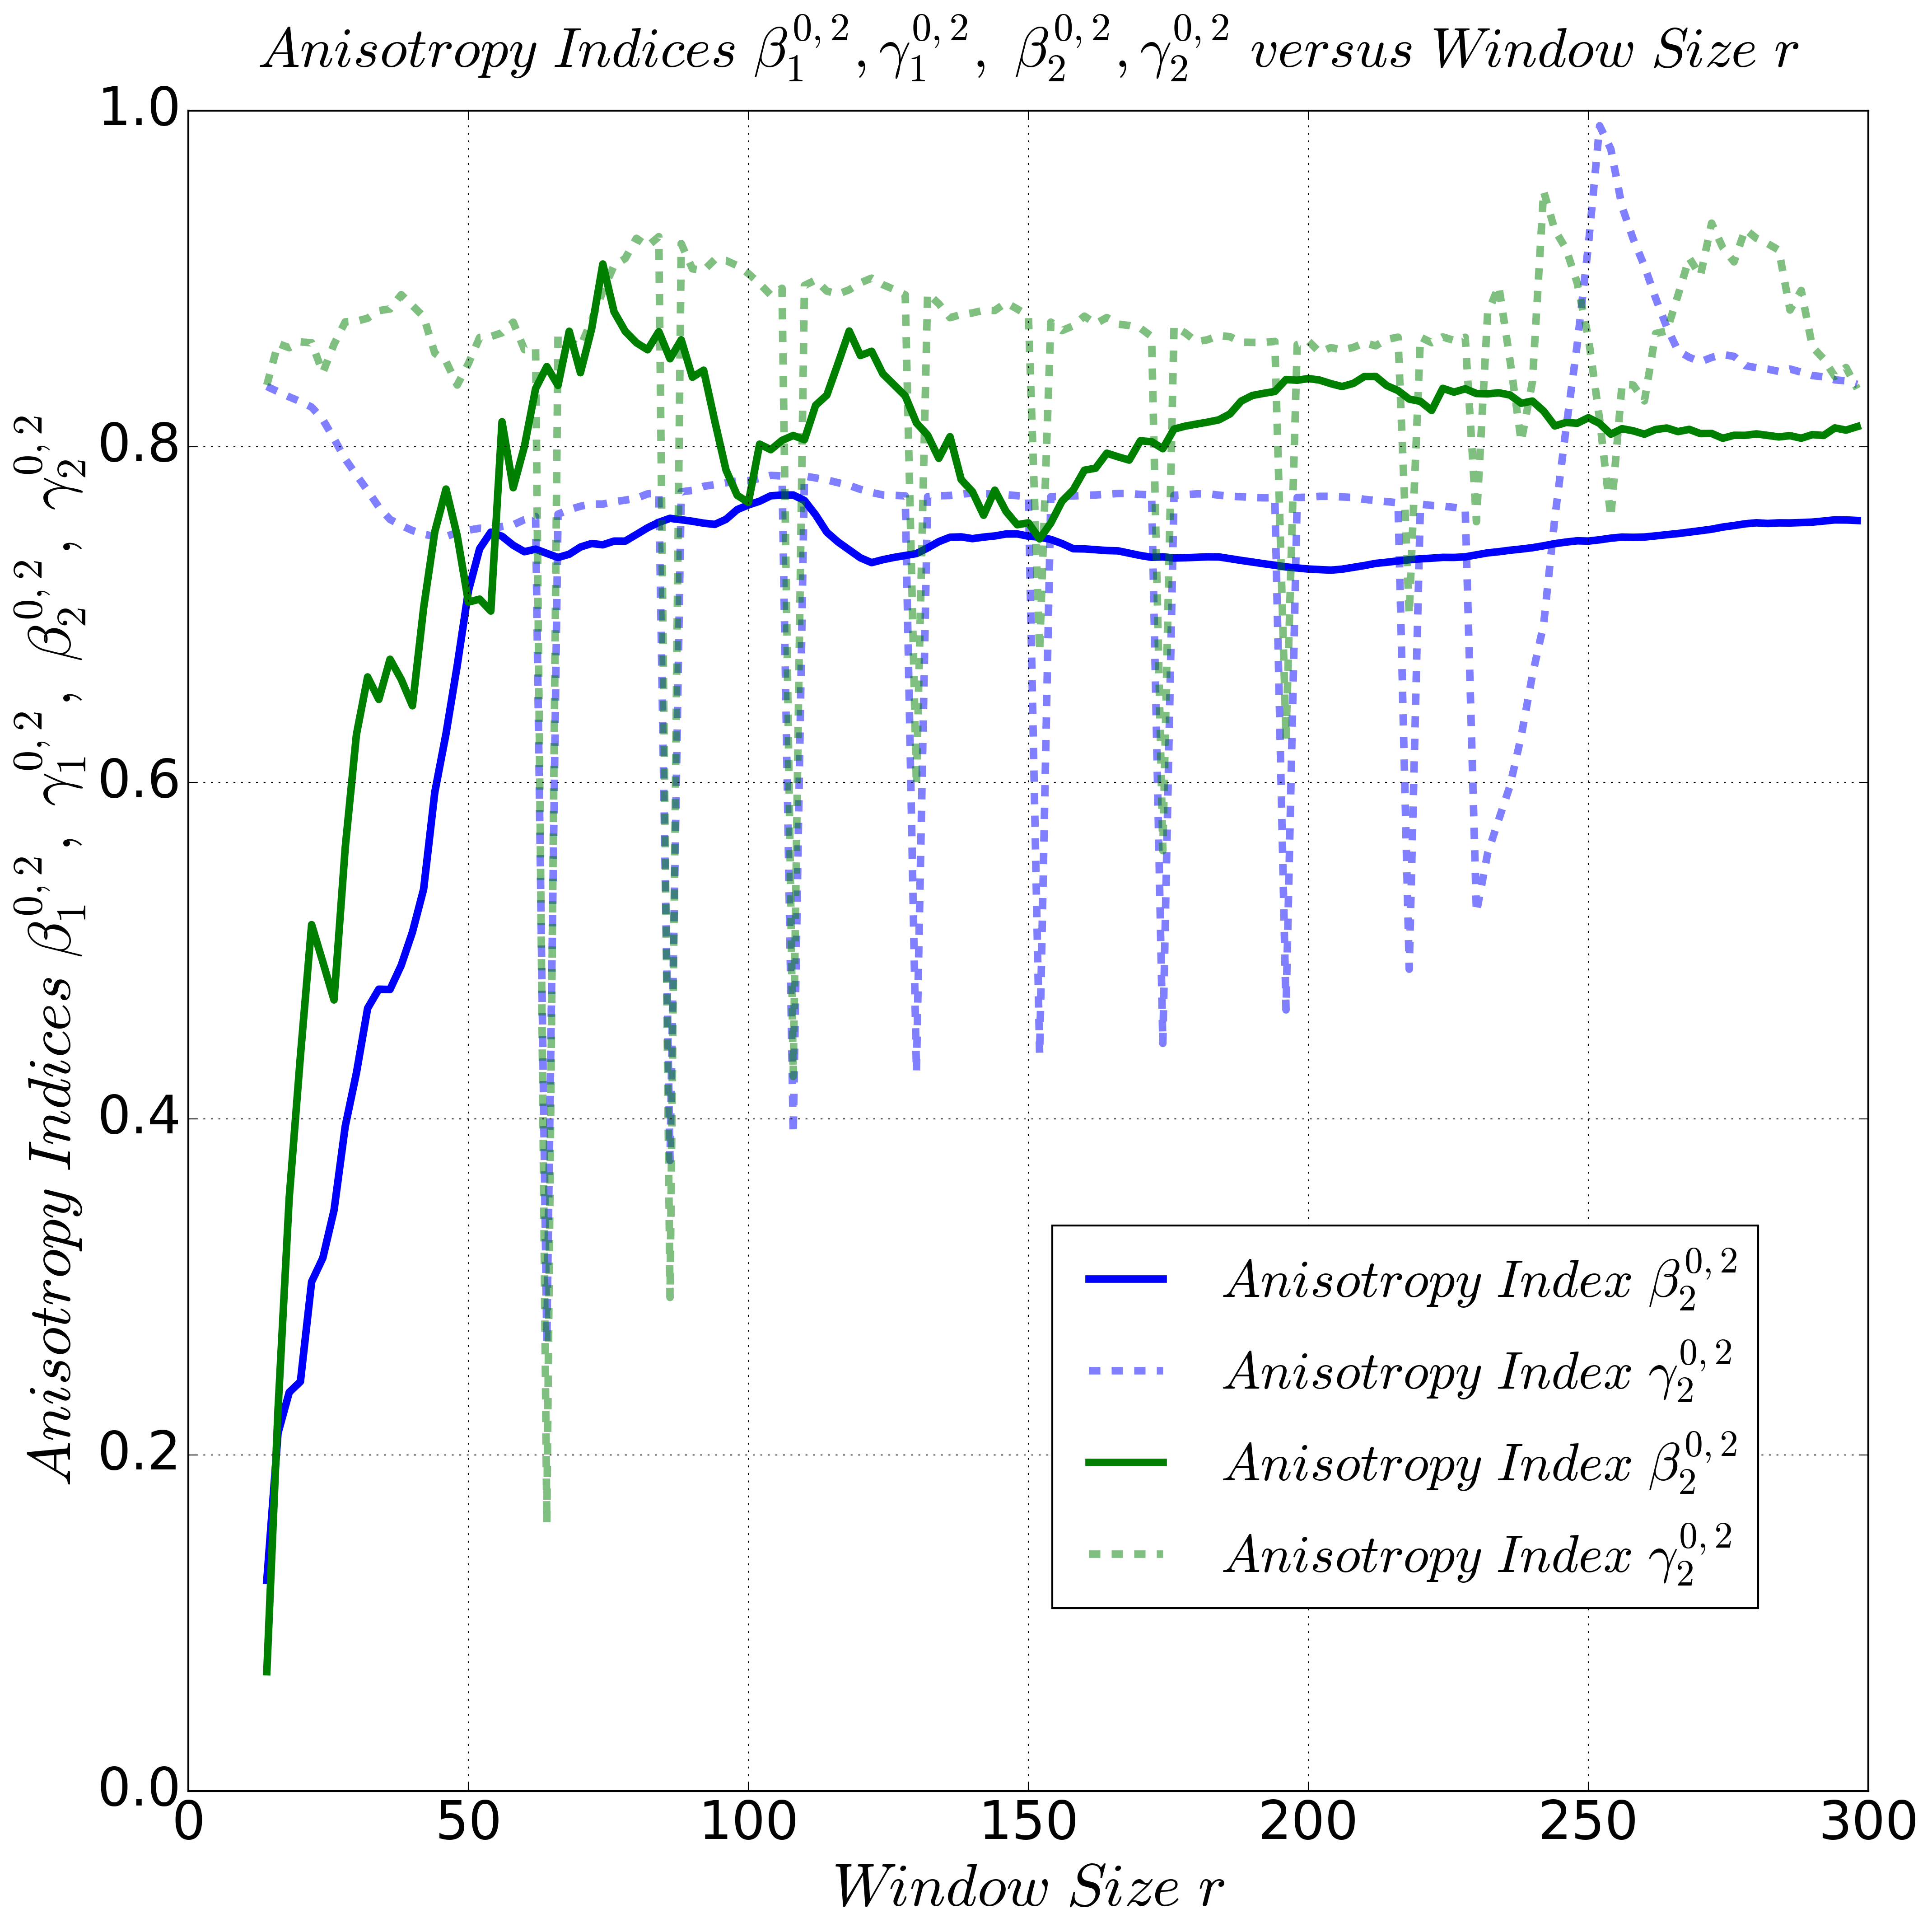 Anisotropy Indices β₁^{0,2}, γ₁^{0,2}, β₂^{0,2}, γ₂^{0,2} versus Window Size r
Anisotropy Indices β₁^{0,2}, γ₁^{0,2}, β₂^{0,2}, γ₂^{0,2}
1.0
0.8
0.6
0.4
0.2
0.0
Anisotropy Index β₂^{0,2}
Anisotropy Index γ₂^{0,2}
Anisotropy Index β₂^{0,2}
Anisotropy Index γ₂^{0,2}
0 50 100 150 200 250 300
Window Size r